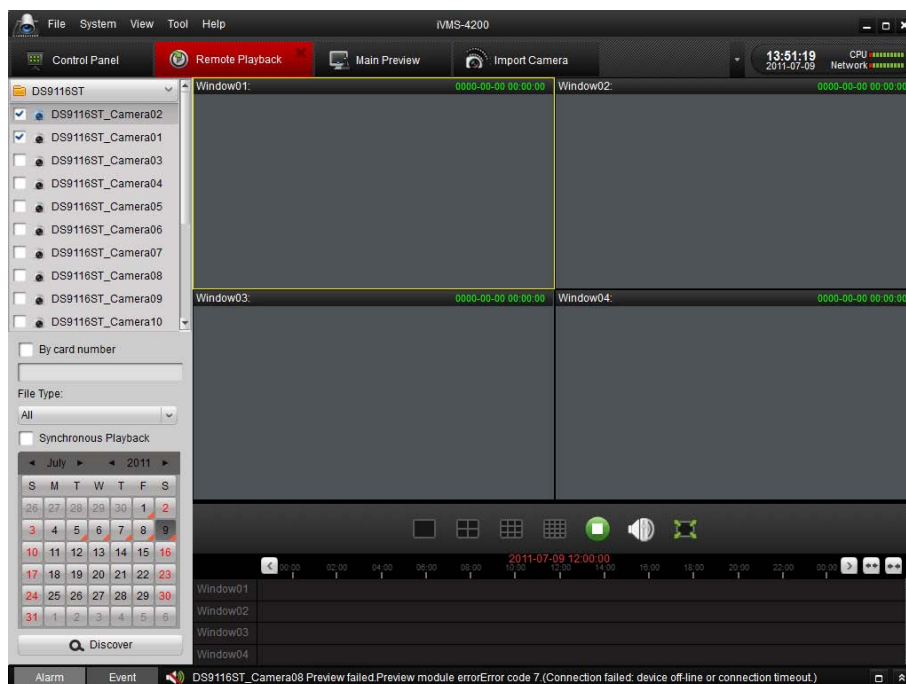 File System View Tool Help iVMS-4200
Control Panel Remote Playback Main Preview Import Camera 13:51:19 CPU
2011-07-09 Network
DS9116ST
DS9116ST_Camera02
DS9116ST_Camera01
DS9116ST_Camera03
DS9116ST_Camera04
DS9116ST_Camera05
DS9116ST_Camera06
DS9116ST_Camera07
DS9116ST_Camera08
DS9116ST_Camera09
DS9116ST_Camera10
By card number
File Type:
All
Synchronous Playback
July 2011
S M T W T F S
26 27 28 29 30 1 2
3 4 5 6 7 8 9
10 11 12 13 14 15 16
17 18 19 20 21 22 23
24 25 26 27 28 29 30
31 1 2 3 4 5 6
Discover
Window01: 0000-00-00 00:00:00 Window02: 0000-00-00 00:00:00
Window03: 0000-00-00 00:00:00 Window04: 0000-00-00 00:00:00
2011-07-09 12:00:00
00:00 02:00 04:00 06:00 08:00 10:00 12:00 14:00 16:00 18:00 20:00 22:00 00:00
Window01
Window02
Window03
Window04
Alarm Event DS9116ST_Camera08 Preview failed.Preview module errorError code 7.(Connection failed: device off-line or connection timeout.)